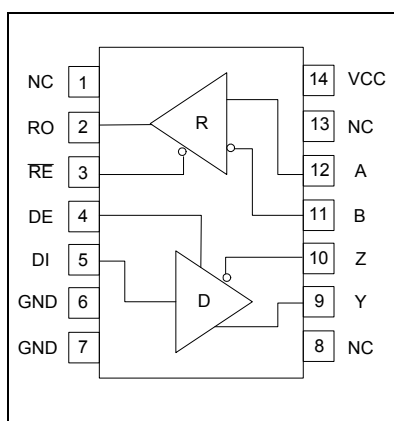 NC 1 14 VCC
RO 2 R 13 NC
RE 3 12 A
DE 4 11 B
DI 5 10 Z
GND 6 D 9 Y
GND 7 8 NC